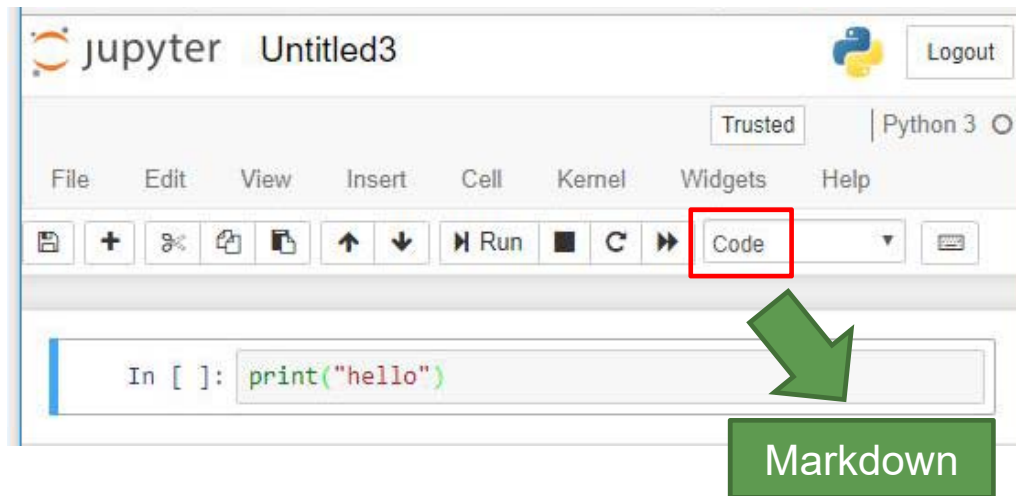 jupyter Untitled3 Logout
Trusted Python 3
File Edit View Insert Cell Kernel Widgets Help
Run Code
In [ ]: print("hello")
Markdown